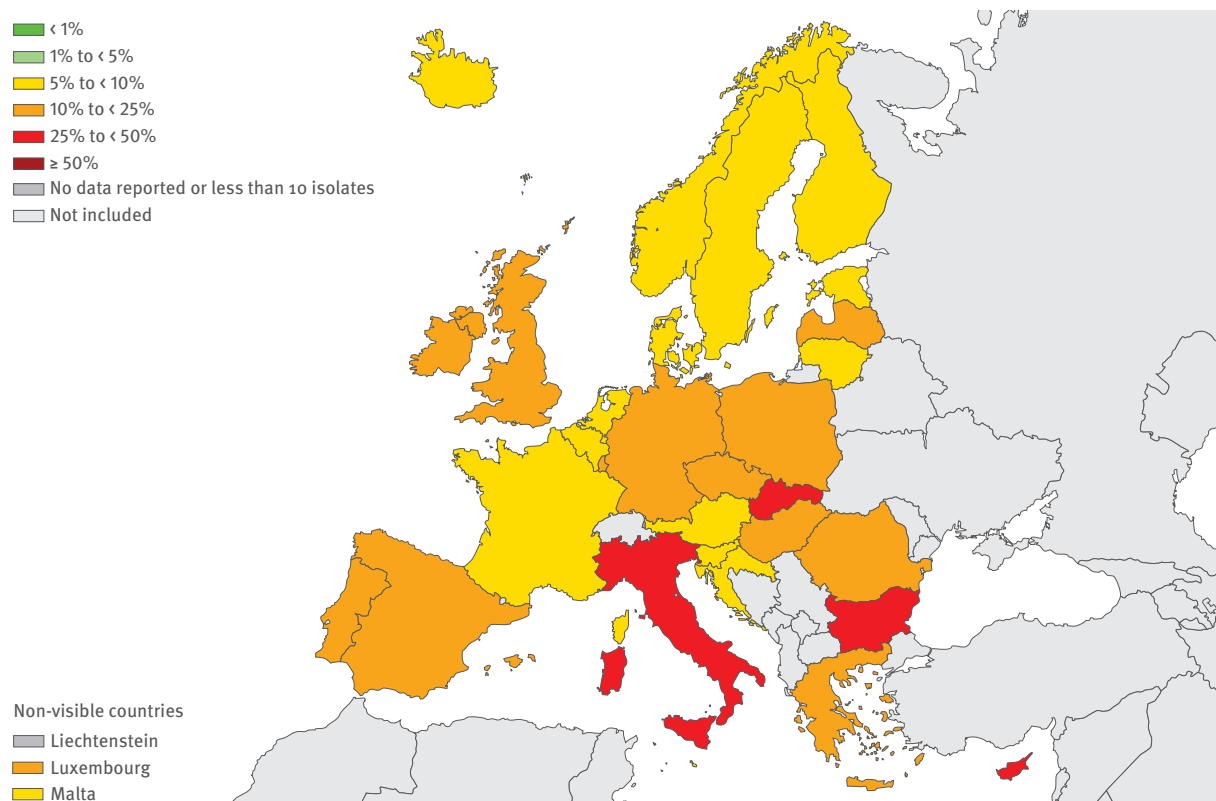 < 1%
1% to < 5%
5% to < 10%
10% to < 25%
25% to < 50%
≥ 50%
No data reported or less than 10 isolates
Not included
Non-visible countries
Liechtenstein
Luxembourg
Malta